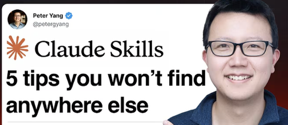 Peter Yang
@petergyang
Claude Skills
5 tips you won't find
anywhere else